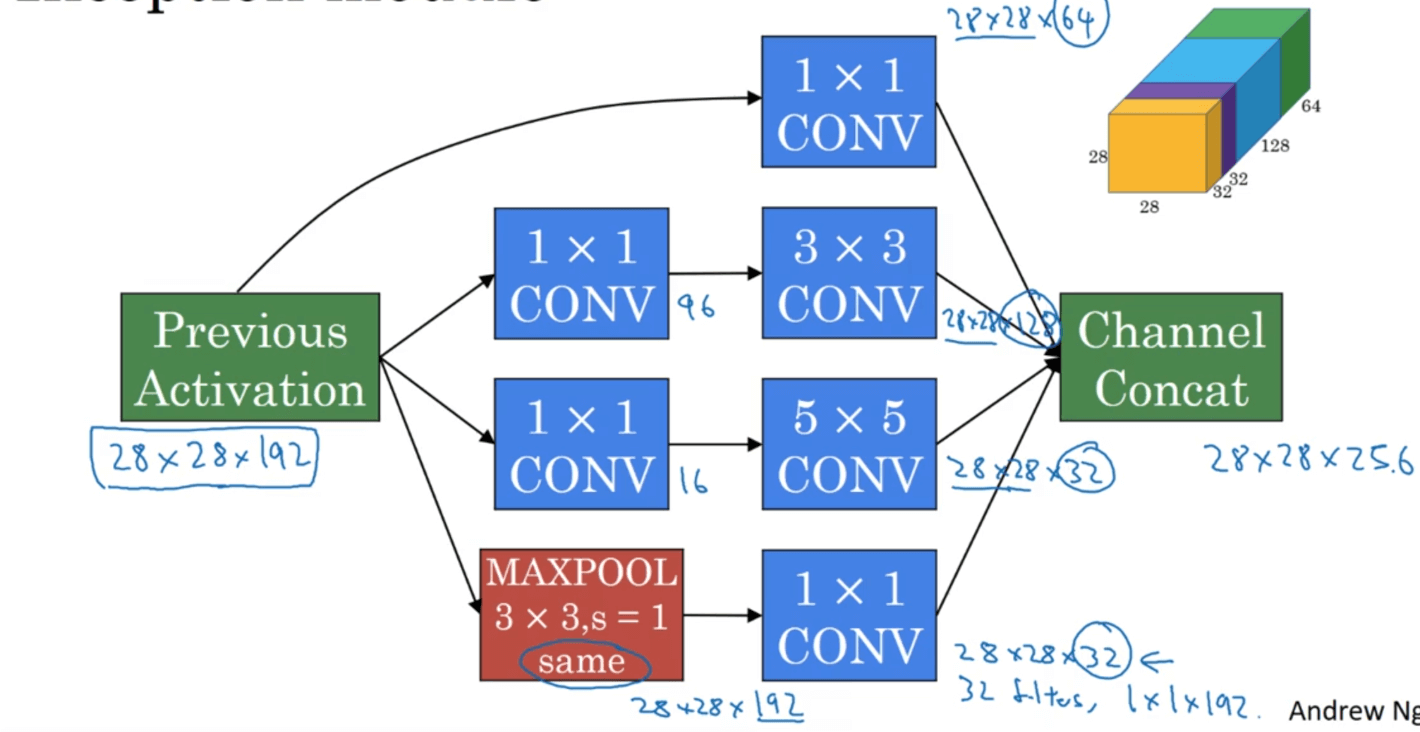 28×28×64
1 × 1
CONV
64
128
32
32
28
28
1 × 1
CONV
96
3 × 3
CONV
28×28×128
Previous
Activation
28×28×192
Channel
Concat
28×28×256
1 × 1
CONV
16
5 × 5
CONV
28×28×32
MAXPOOL
3 × 3,s = 1
same
28×28×192
1 × 1
CONV
28×28×32 ←
32 filters, 1×1×192.
Andrew Ng